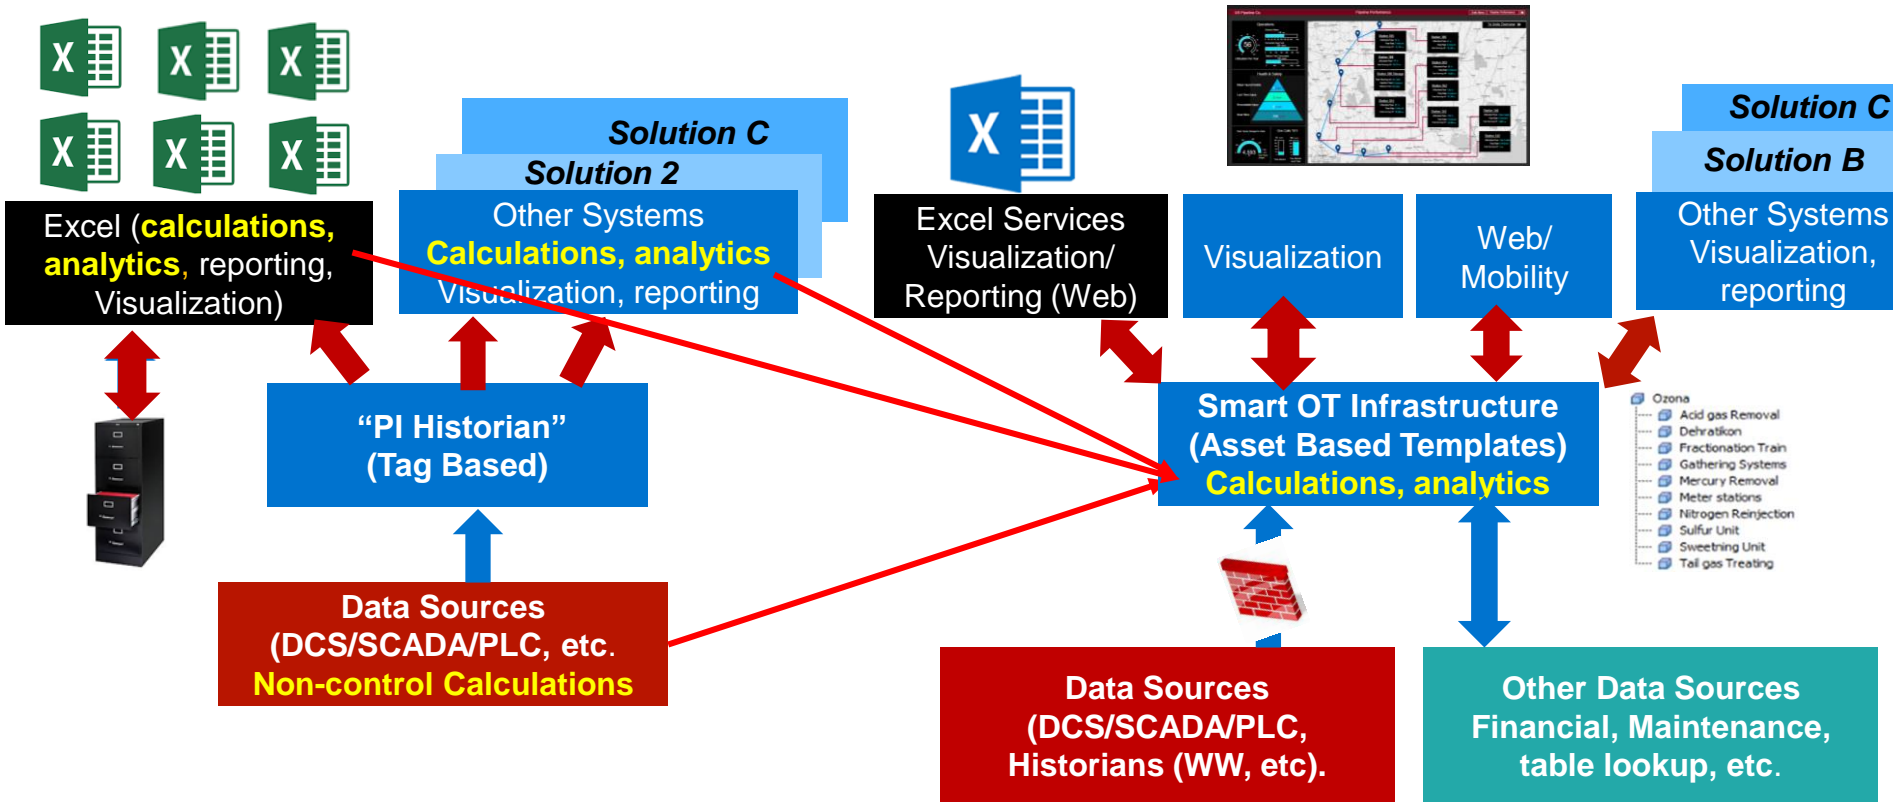 Solution C
Solution 2
Other Systems
Calculations, analytics
Visualization, reporting
Excel (calculations,
analytics, reporting,
Visualization)
“PI Historian”
(Tag Based)
Data Sources
(DCS/SCADA/PLC, etc.
Non-control Calculations
X
X
X
X
X
X
X
Excel Services
Visualization/
Reporting (Web)
Visualization
Web/
Mobility
Solution C
Solution B
Other Systems
Visualization,
reporting
Smart OT Infrastructure
(Asset Based Templates)
Calculations, analytics
Ozona
Acid gas Removal
Dehratikon
Fractionation Train
Gathering Systems
Mercury Removal
Meter stations
Nitrogen Reinjection
Sulfur Unit
Sweetning Unit
Tail gas Treating
Data Sources
(DCS/SCADA/PLC,
Historians (WW, etc).
Other Data Sources
Financial, Maintenance,
table lookup, etc.